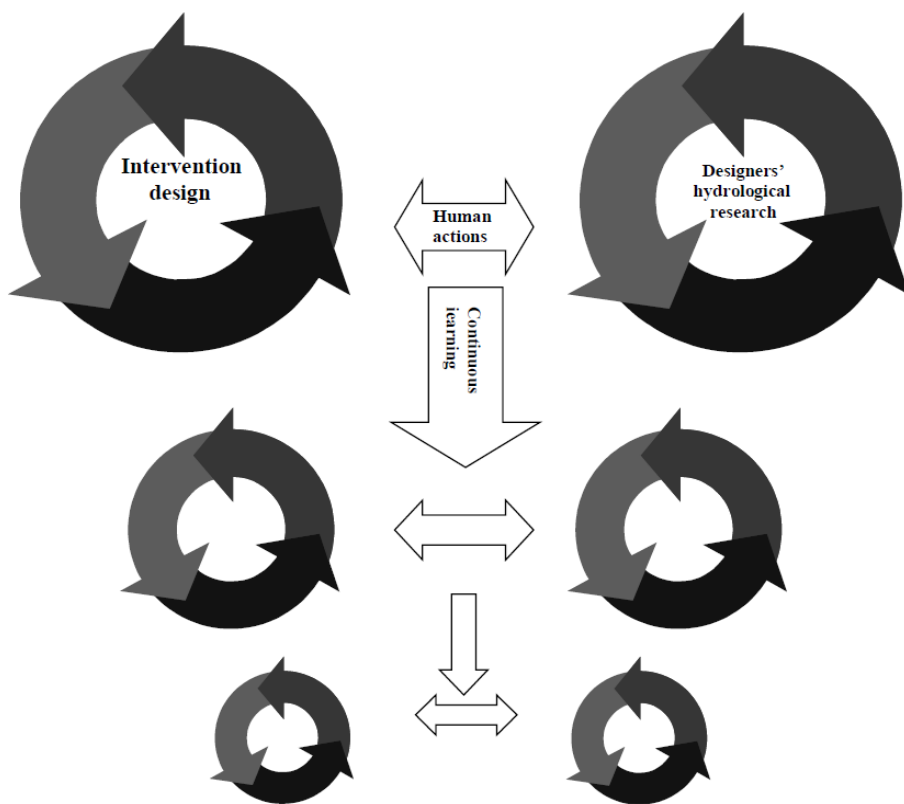 Intervention
design
Designers'
hydrological
research
Human
actions
Continuous
iearning